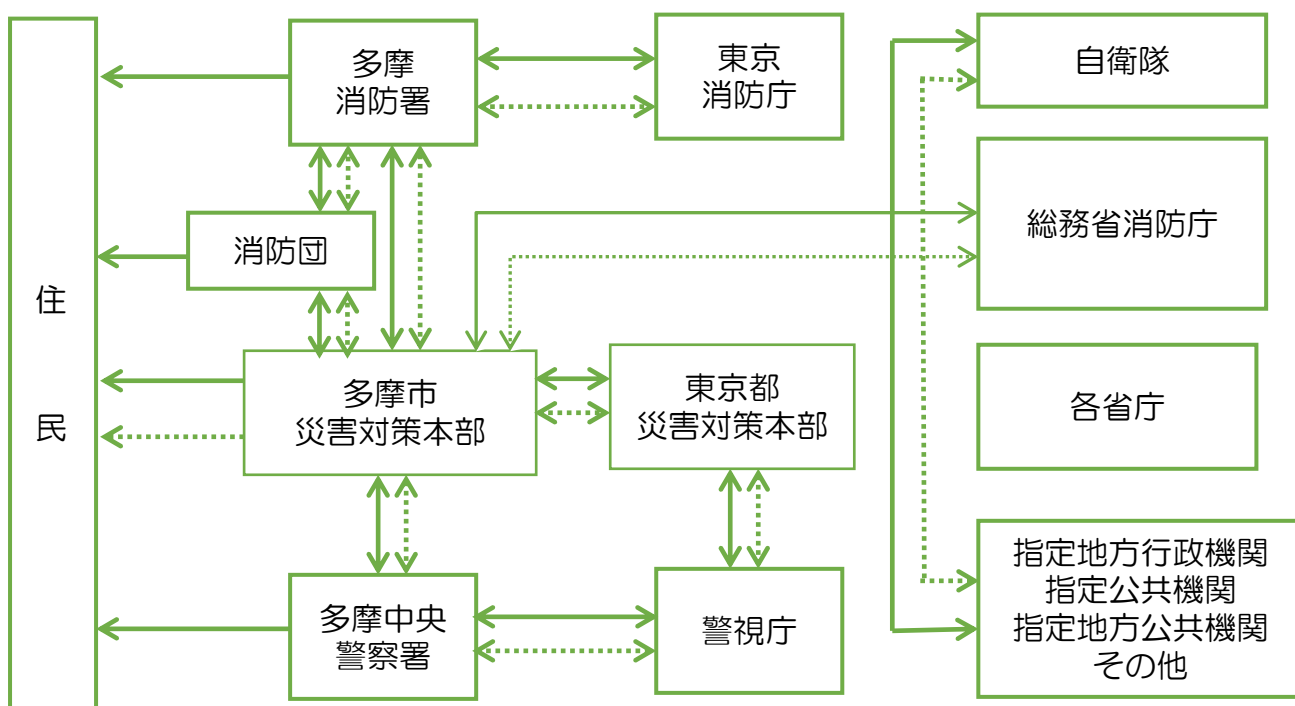 多摩
消防署
東京
消防庁
自衛隊
総務省消防庁
消防団
住
民
多摩市
災害対策本部
東京都
災害対策本部
各省庁
多摩中央
警察署
警視庁
指定地方行政機関
指定公共機関
指定地方公共機関
その他